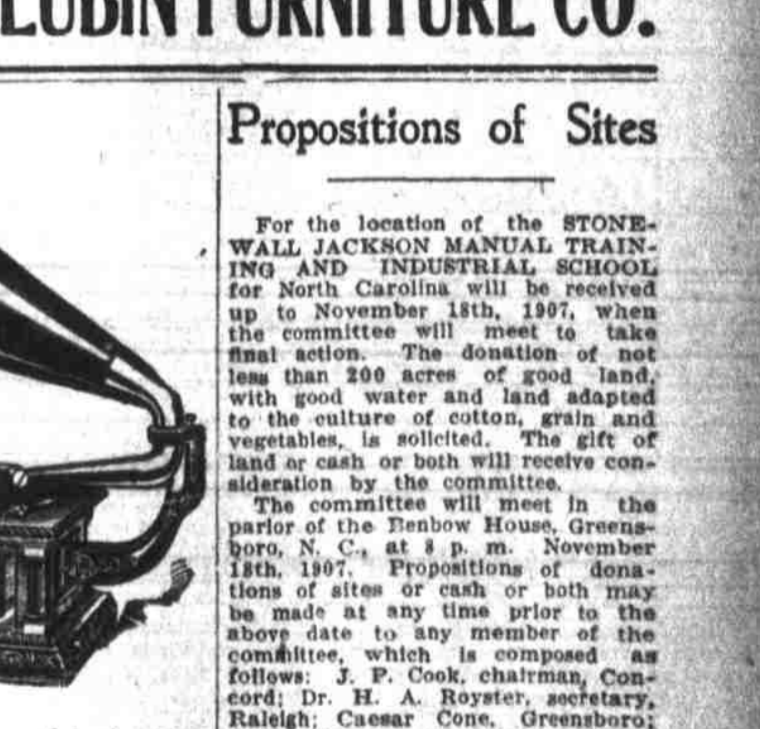 LUBIN FURNITURE CO.
Propositions of Sites
For the location of the STONE-
WALL JACKSON MANUAL TRAIN-
ING AND INDUSTRIAL SCHOOL
for North Carolina will be received
up to November 18th, 1907, when
the committee will meet to take
final action. The donation of not
less than 200 acres of good land,
with good water and land adapted
to the culture of cotton, grain and
vegetables, is solicited. The gift of
land or cash or both will receive con-
sideration by the committee.
The committee will meet in the
parlor of the Benbow House, Greens-
boro, N. C., at 8 p. m. November
18th, 1907. Propositions of dona-
tions of sites or cash or both may
be made at any time prior to the
above date to any member of the
committee, which is composed as
follows: J. P. Cook, chairman, Con-
cord; Dr. H. A. Royster, secretary,
Raleigh; Caesar Cone, Greensboro;